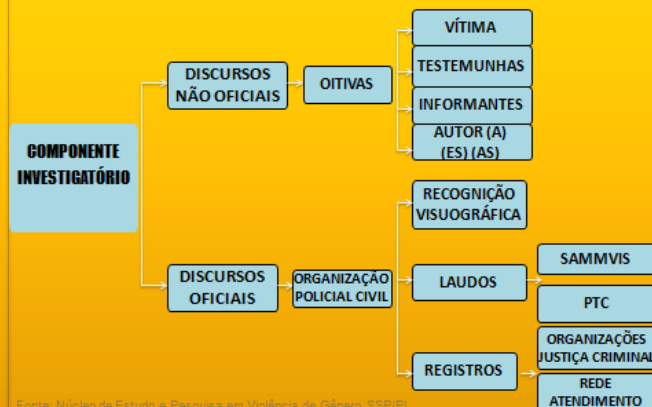 COMPONENTE
INVESTIGATÓRIO
DISCURSOS
NÃO OFICIAIS
OITIVAS
VÍTIMA
TESTEMUNHAS
INFORMANTES
AUTOR (A)
(ES) (AS)
DISCURSOS
OFICIAIS
ORGANIZAÇÃO
POLICIAL CIVIL
RECOGNIÇÃO
VISUOGRÁFICA
LAUDOS
SAMMVIS
PTC
REGISTROS
ORGANIZAÇÕES
JUSTIÇA CRIMINAL
REDE
ATENDIMENTO
Fonte: Núcleo de Estudo e Pesquisa em Violência de Gênero, SSP/PI